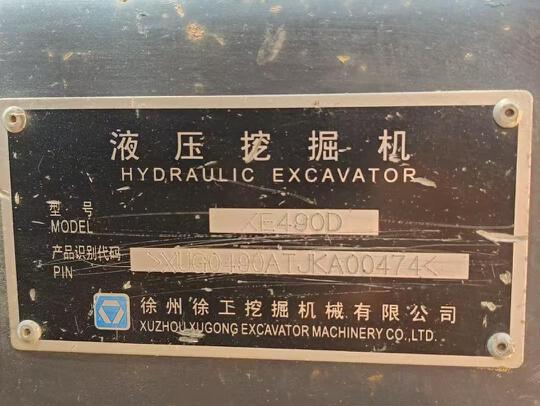 液压挖掘机
HYDRAULIC EXCAVATOR
型号 XE490D
MODEL
产品识别代码 >XUG0490ATJKA00474<
PIN
徐州徐工挖掘机械有限公司
XUZHOU XUGONG EXCAVATOR MACHINERY CO.,LTD.